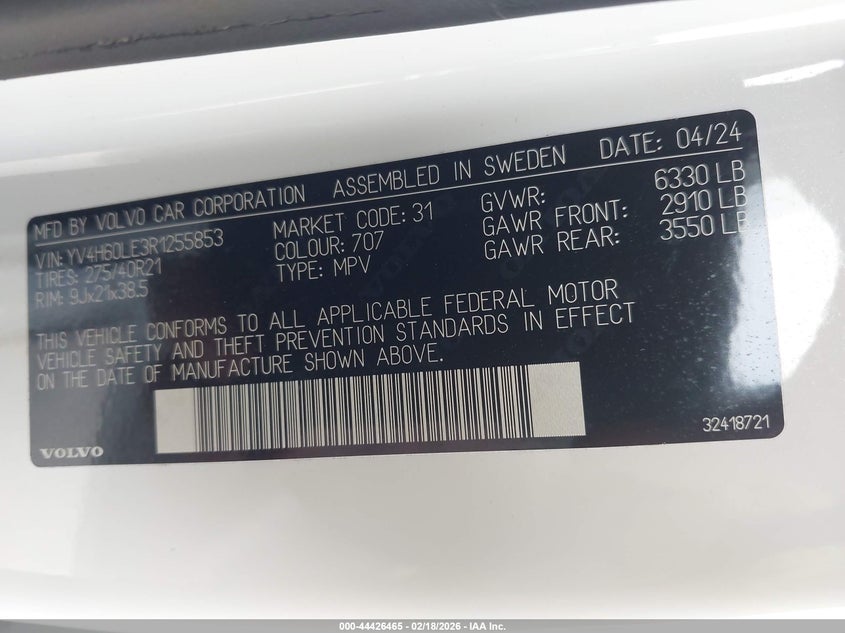 MFD BY VOLVO CAR CORPORATION ASSEMBLED IN SWEDEN DATE: 04/24
VIN: YV4H60LE3R1255853 MARKET CODE: 31 GVWR: 6330 LB
TIRES: 275/40R21 COLOUR: 707 GAWR FRONT: 2910 LB
RIM: 9Jx21x38.5 TYPE: MPV GAWR REAR: 3550 LB
THIS VEHICLE CONFORMS TO ALL APPLICABLE FEDERAL MOTOR
VEHICLE SAFETY AND THEFT PREVENTION STANDARDS IN EFFECT
ON THE DATE OF MANUFACTURE SHOWN ABOVE.
VOLVO 32418721
000-44426465 - 02/18/2026 - IAA Inc.